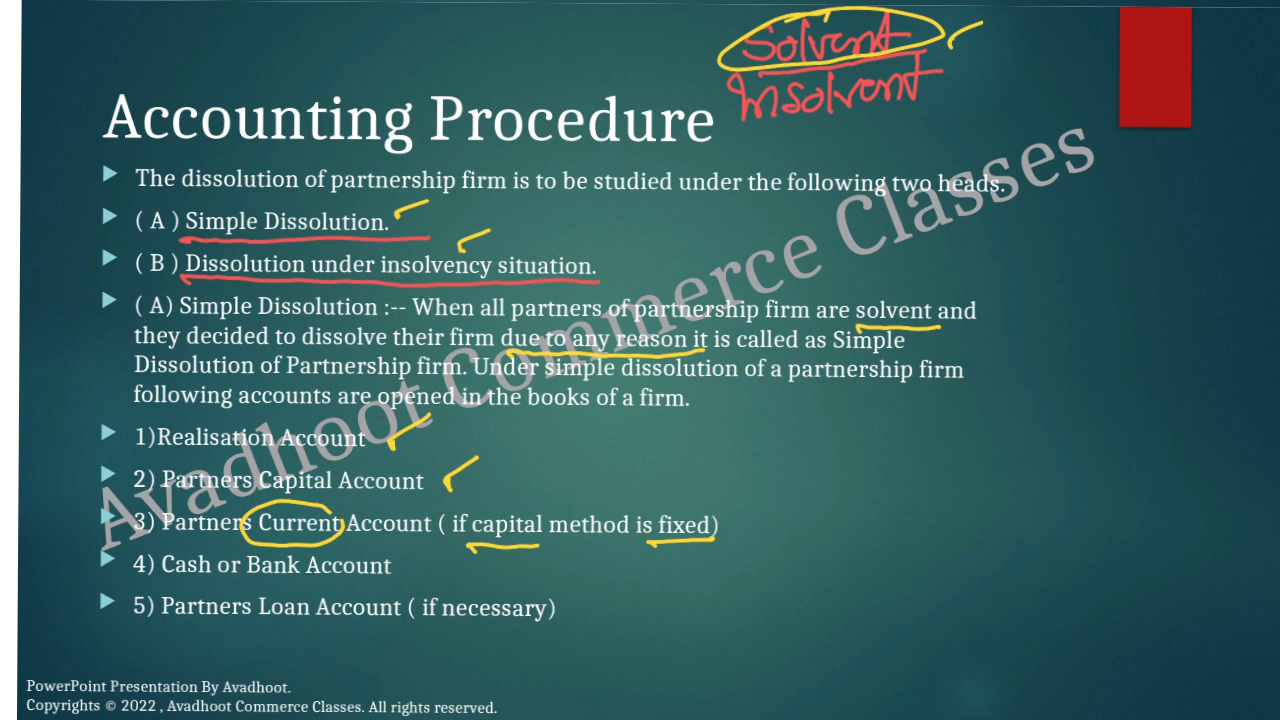 Solvent
Insolvent
Accounting Procedure
The dissolution of partnership firm is to be studied under the following two heads.
( A ) Simple Dissolution.
( B ) Dissolution under insolvency situation.
( A) Simple Dissolution :-- When all partners of partnership firm are solvent and
they decided to dissolve their firm due to any reason it is called as Simple
Dissolution of Partnership firm. Under simple dissolution of a partnership firm
following accounts are opened in the books of a firm.
1)Realisation Account
2) Partners Capital Account
3) Partners Current Account ( if capital method is fixed)
4) Cash or Bank Account
5) Partners Loan Account ( if necessary)
Avadhoot Commerce Classes
PowerPoint Presentation By Avadhoot.
Copyrights © 2022 , Avadhoot Commerce Classes. All rights reserved.